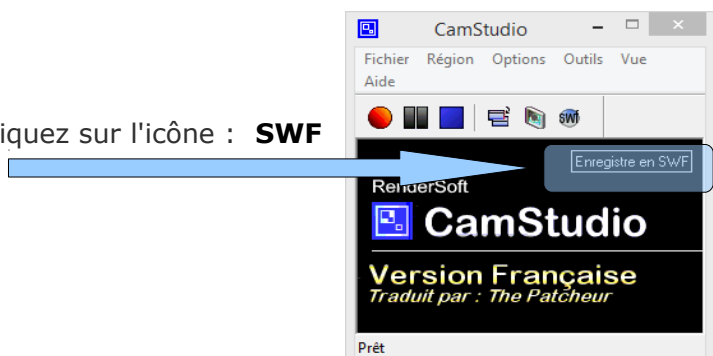 CamStudio
Fichier Région Options Outils Vue
Aide
swf
iquez sur l'icône : SWF
Enregistre en SWF
RenderSoft
CamStudio
Version Française
Traduit par : The Patcheur
Prêt